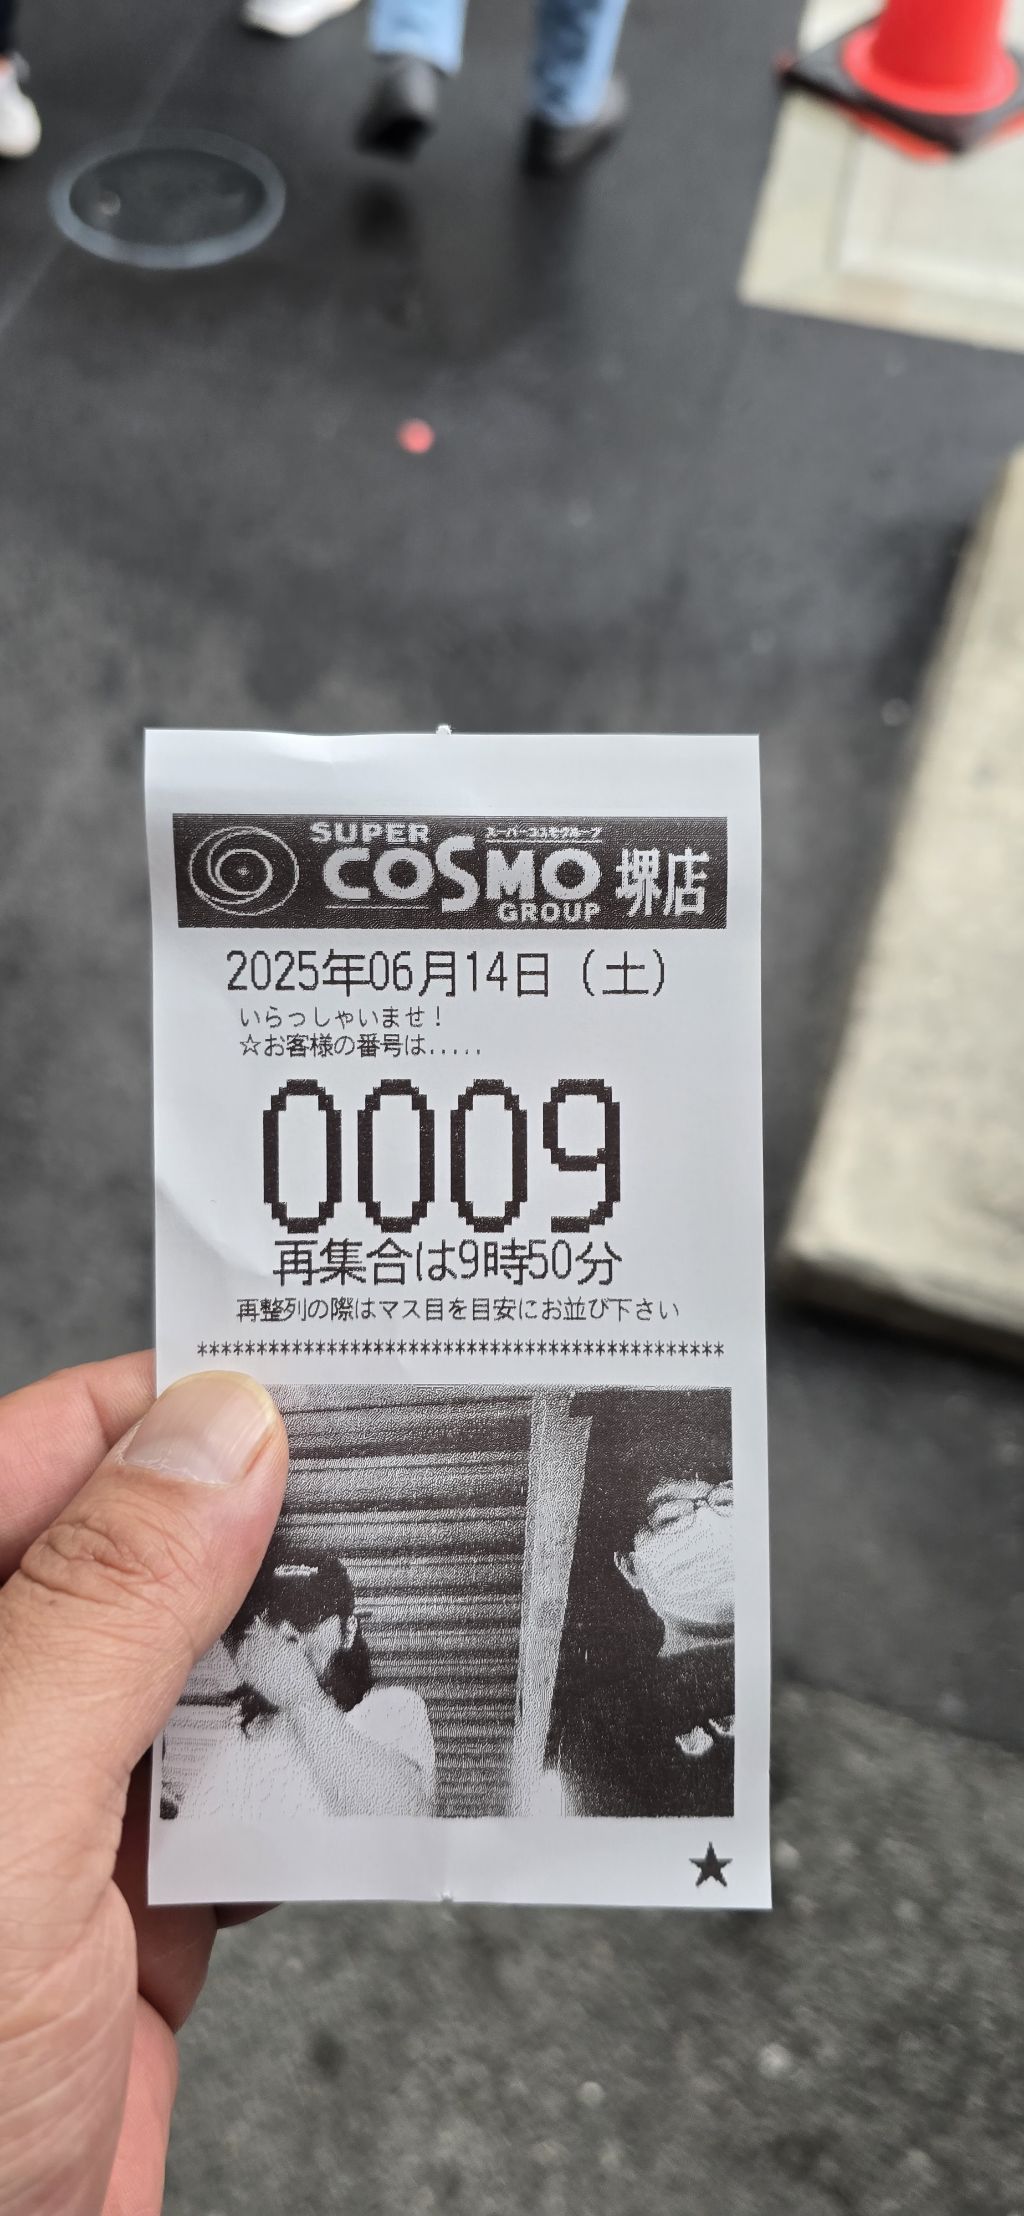 SUPER
スーパーコスモグループ
COSMO
GROUP
堺店
2025年06月14日（土）
いらっしゃいませ！
☆お客様の番号は.....
0009
再集合は9時50分
再整列の際はマス目を目安にお並び下さい
********************************************
★